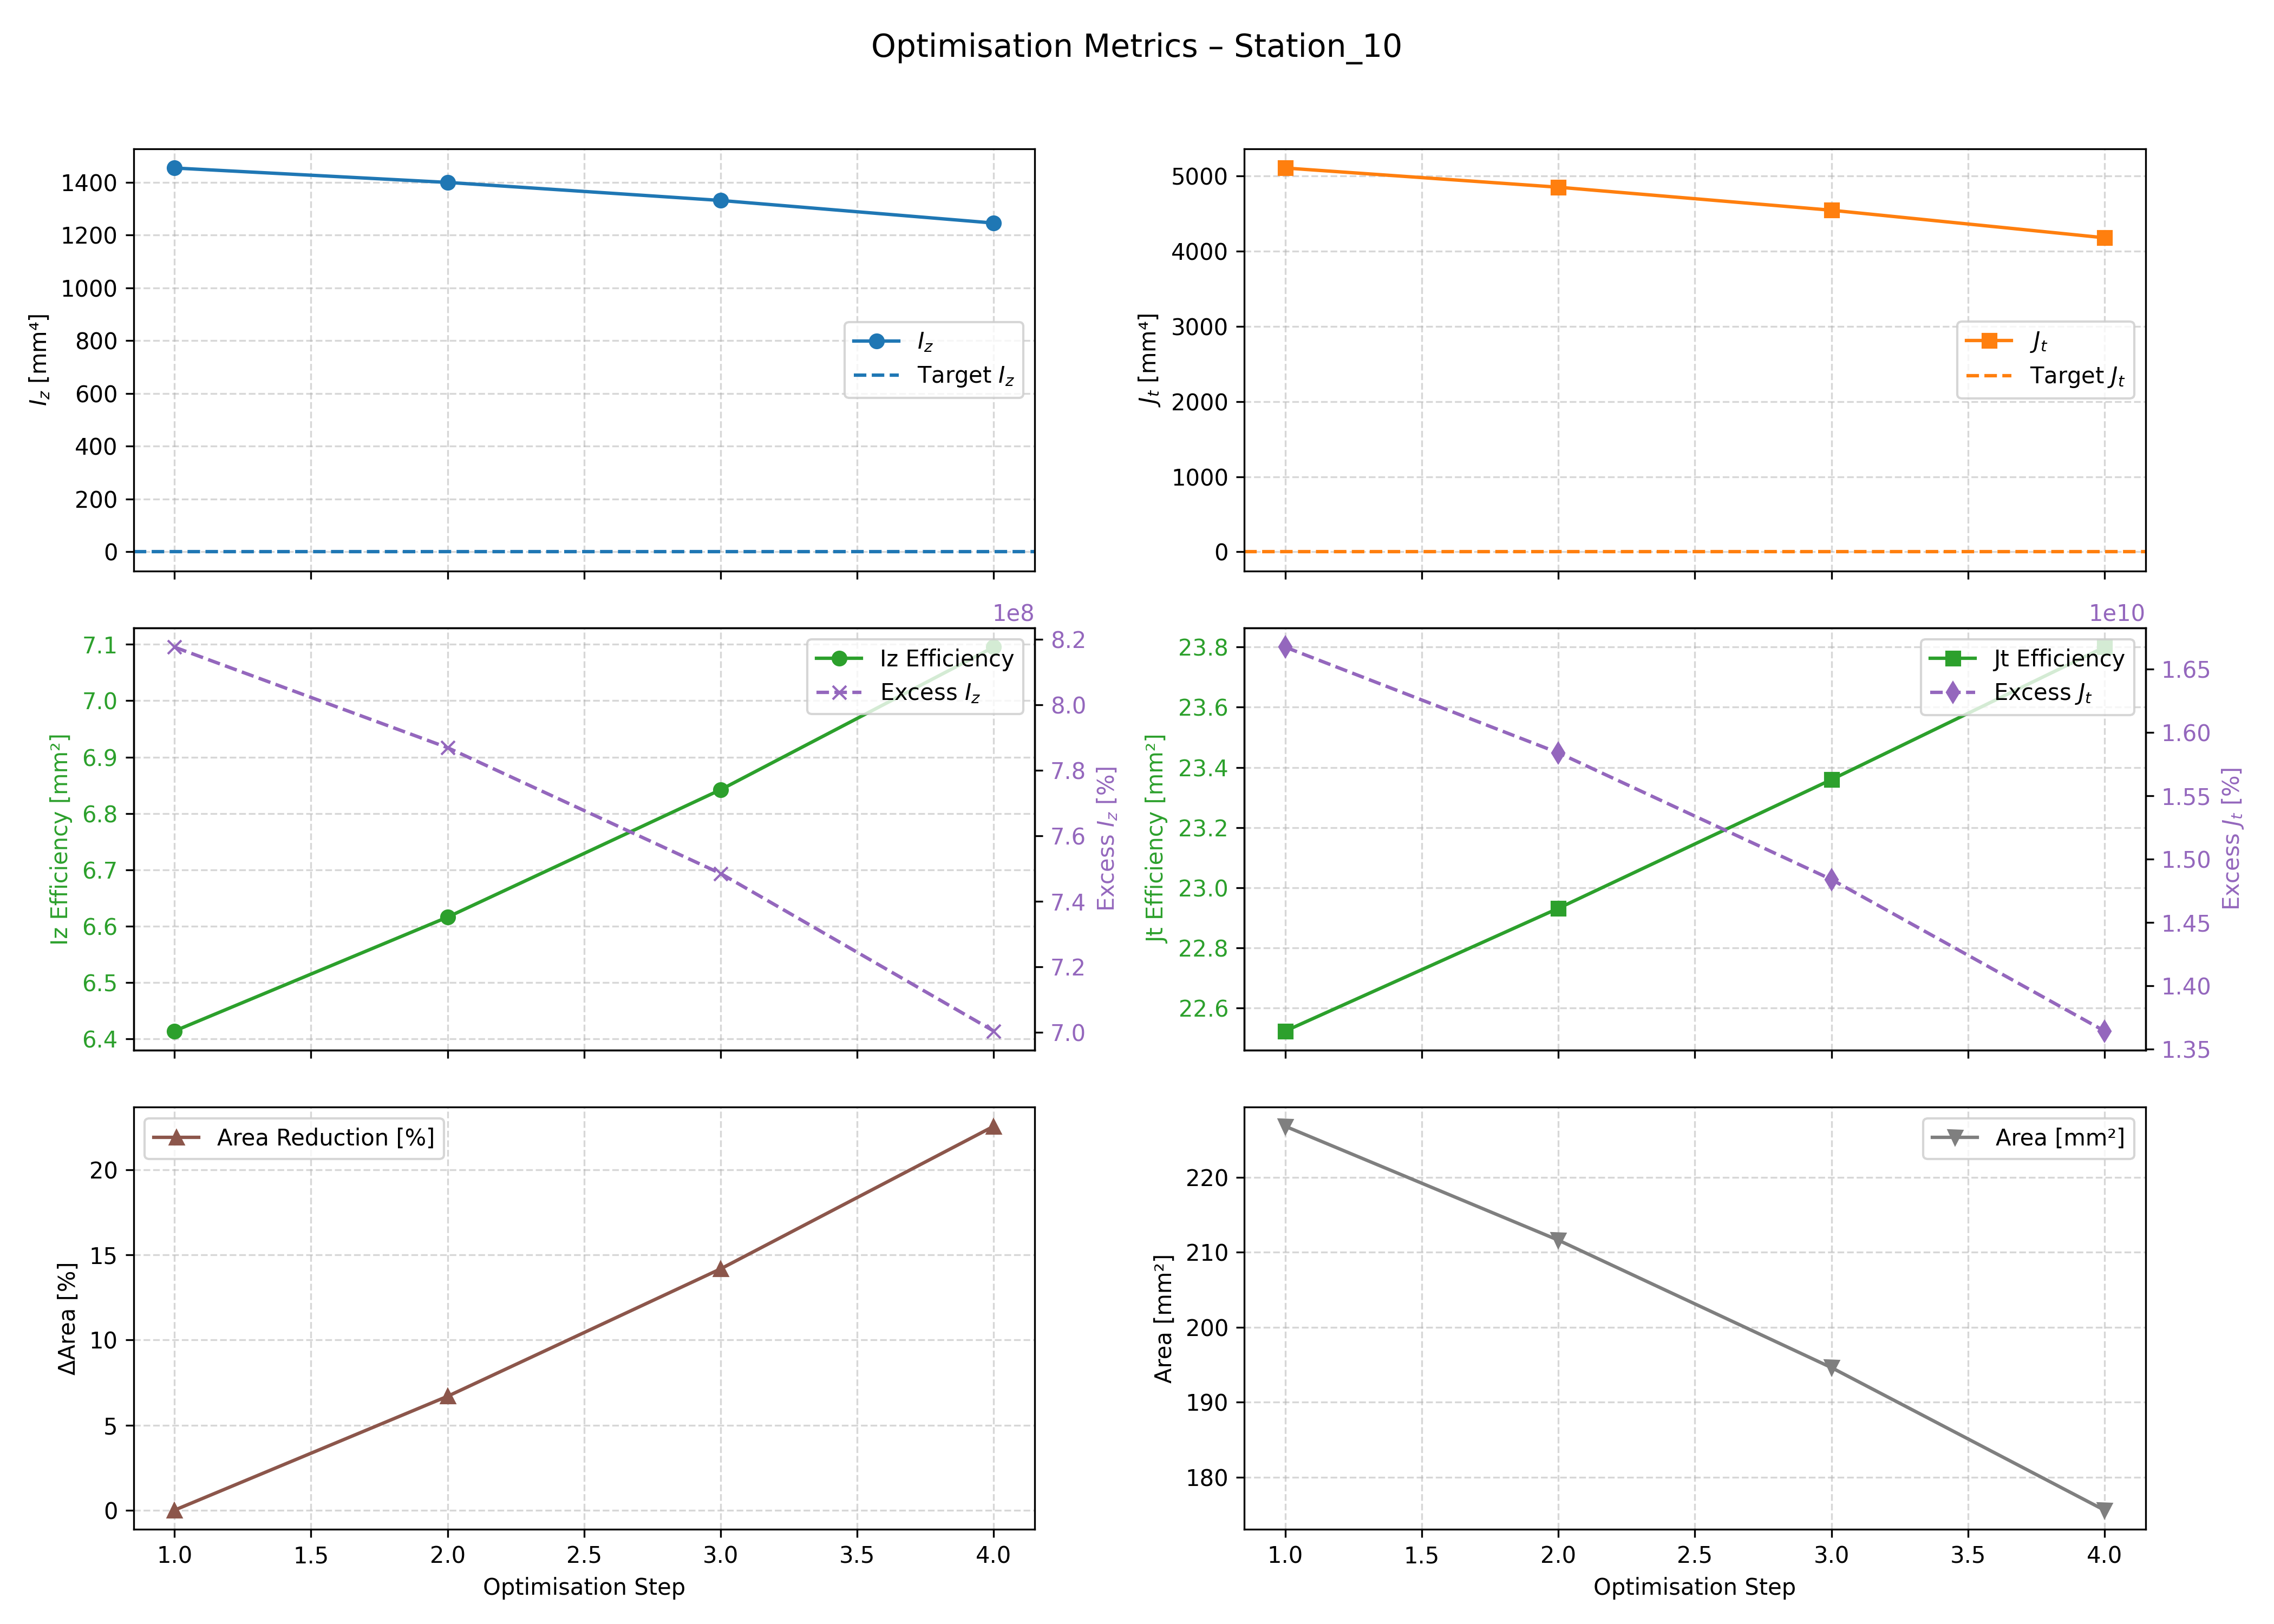 Optimisation Metrics – Station_10
1400
1200
1000
800
600
400
200
0
I_z [mm⁴]
I_z
Target I_z
5000
4000
3000
2000
1000
0
J_t [mm⁴]
J_t
Target J_t
1e8
7.1
7.0
6.9
6.8
6.7
6.6
6.5
6.4
Iz Efficiency [mm²]
Iz Efficiency
Excess I_z
8.2
8.0
7.8
7.6
7.4
7.2
7.0
Excess I_z [%]
1e10
23.8
23.6
23.4
23.2
23.0
22.8
22.6
Jt Efficiency [mm²]
Jt Efficiency
Excess J_t
1.65
1.60
1.55
1.50
1.45
1.40
1.35
Excess J_t [%]
Area Reduction [%]
20
15
10
5
0
ΔArea [%]
1.0 1.5 2.0 2.5 3.0 3.5 4.0
Optimisation Step
Area [mm²]
220
210
200
190
180
Area [mm²]
1.0 1.5 2.0 2.5 3.0 3.5 4.0
Optimisation Step